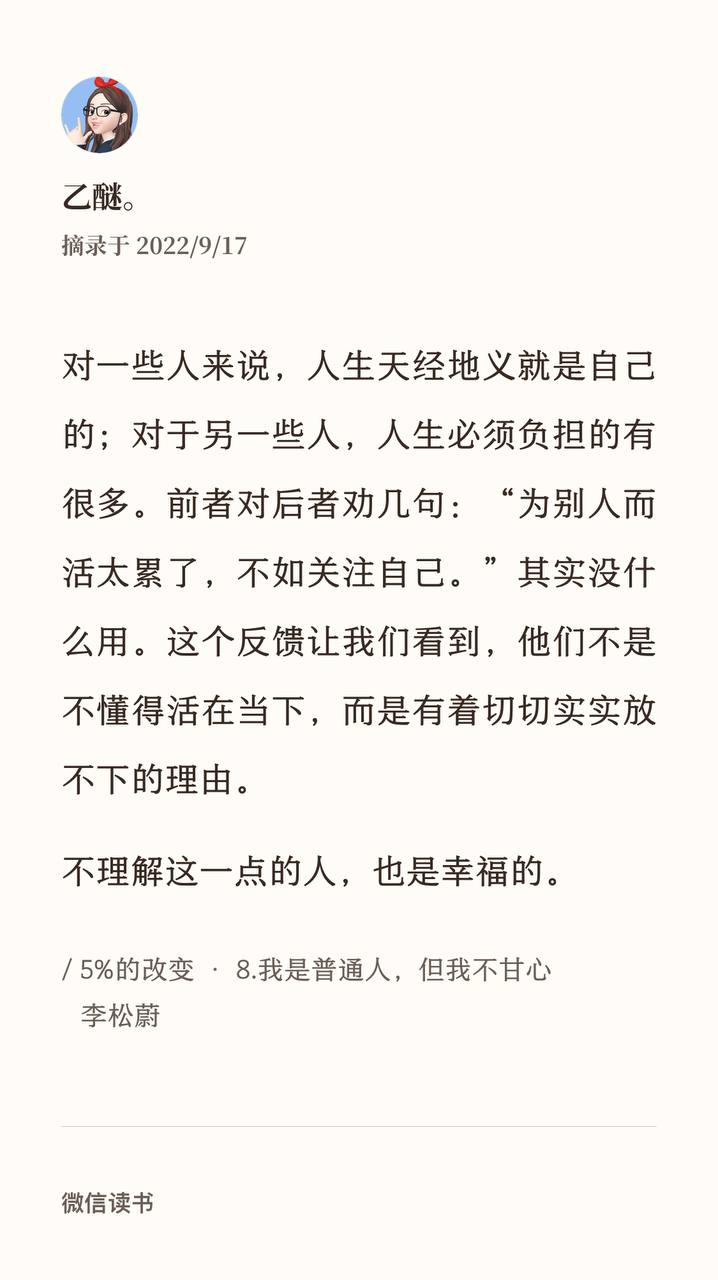 乙醚。
摘录于 2022/9/17
对一些人来说，人生天经地义就是自己
的；对于另一些人，人生必须负担的有
很多。前者对后者劝几句：“为别人而
活太累了，不如关注自己。”其实没什
么用。这个反馈让我们看到，他们不是
不懂得活在当下，而是有着切切实实放
不下的理由。
不理解这一点的人，也是幸福的。
/ 5%的改变 · 8.我是普通人，但我不甘心
李松蔚
微信读书